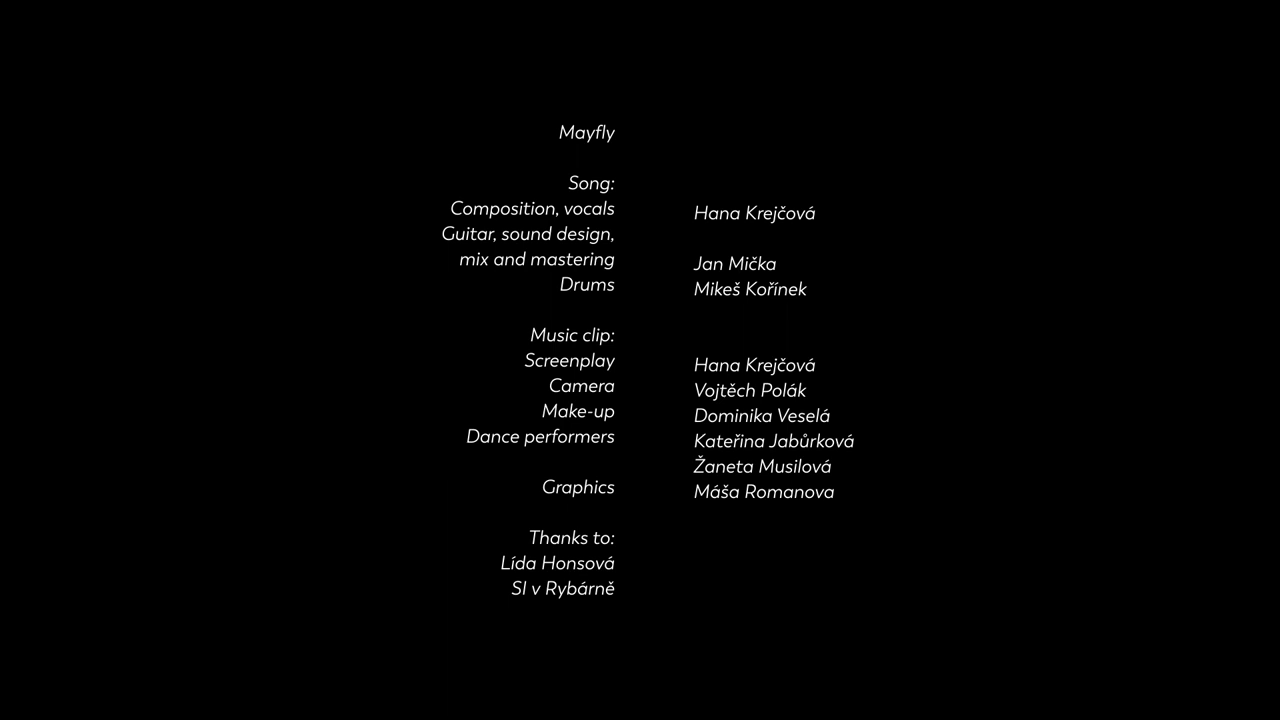 Mayfly
Song:
Composition, vocals
Hana Krejčová
Guitar, sound design,
mix and mastering
Jan Mička
Drums
Mikeš Kořínek
Music clip:
Screenplay
Hana Krejčová
Camera
Vojtěch Polák
Make-up
Dominika Veselá
Dance performers
Kateřina Jabůrková
Žaneta Musilová
Graphics
Máša Romanova
Thanks to:
Lída Honsová
SI v Rybárně